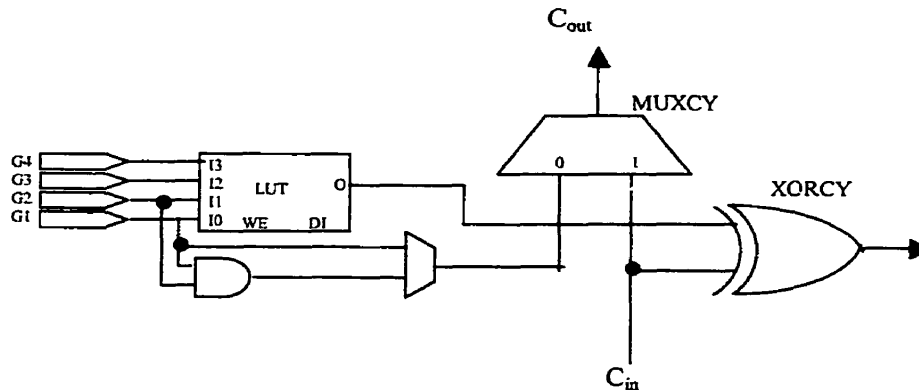 Cout
MUXCY
0 1
XORCY
G4 I3
G3 I2 LUT O
G2 I1
G1 I0 WE DI
Cin